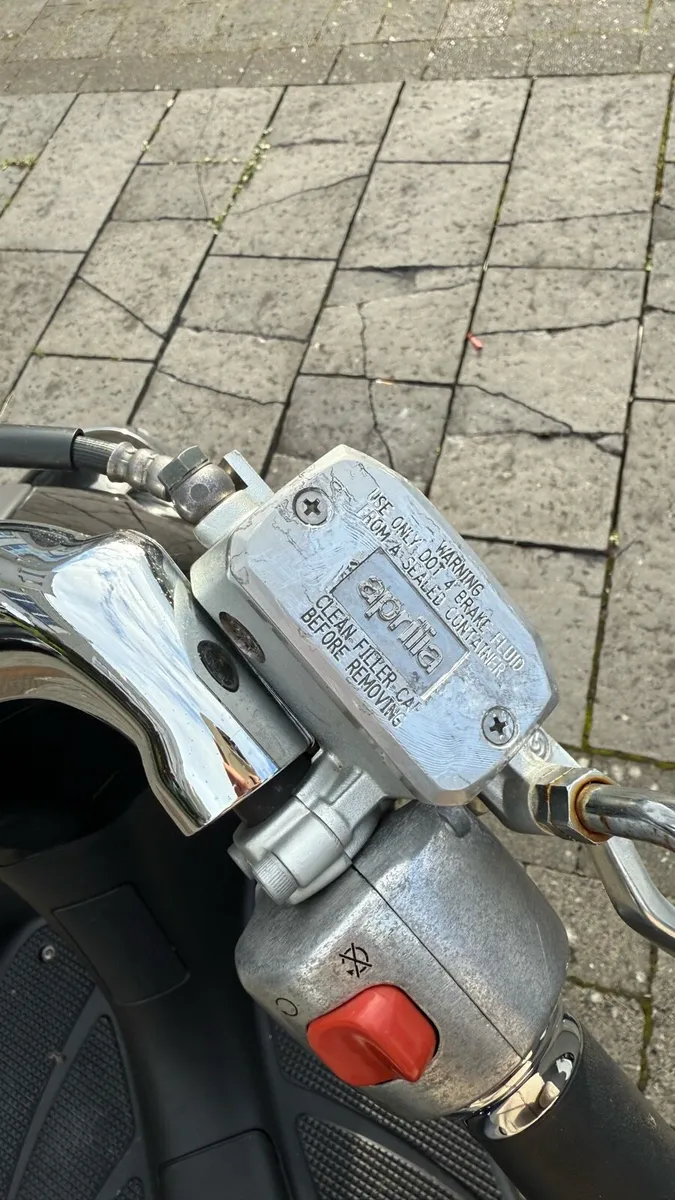 WARNING
USE ONLY DOT 4 BRAKE FLUID
FROM A SEALED CONTAINER
aprilia
CLEAN FILLER CAP
BEFORE REMOVING